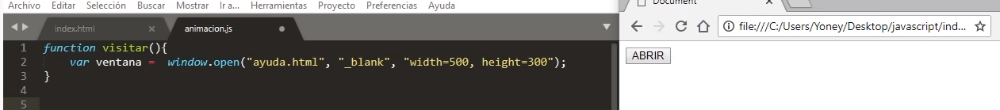 Archivo Editar Selección Buscar Mostrar Ir a... Herramientas Proyecto Preferencias Ayuda
index.html × animacion.js
1 function visitar(){
2 var ventana = window.open("ayuda.html", "_blank", "width=500, height=300");
3 }
4
5
Document ×
file:///C:/Users/Yoney/Desktop/javascript/ind...
ABRIR